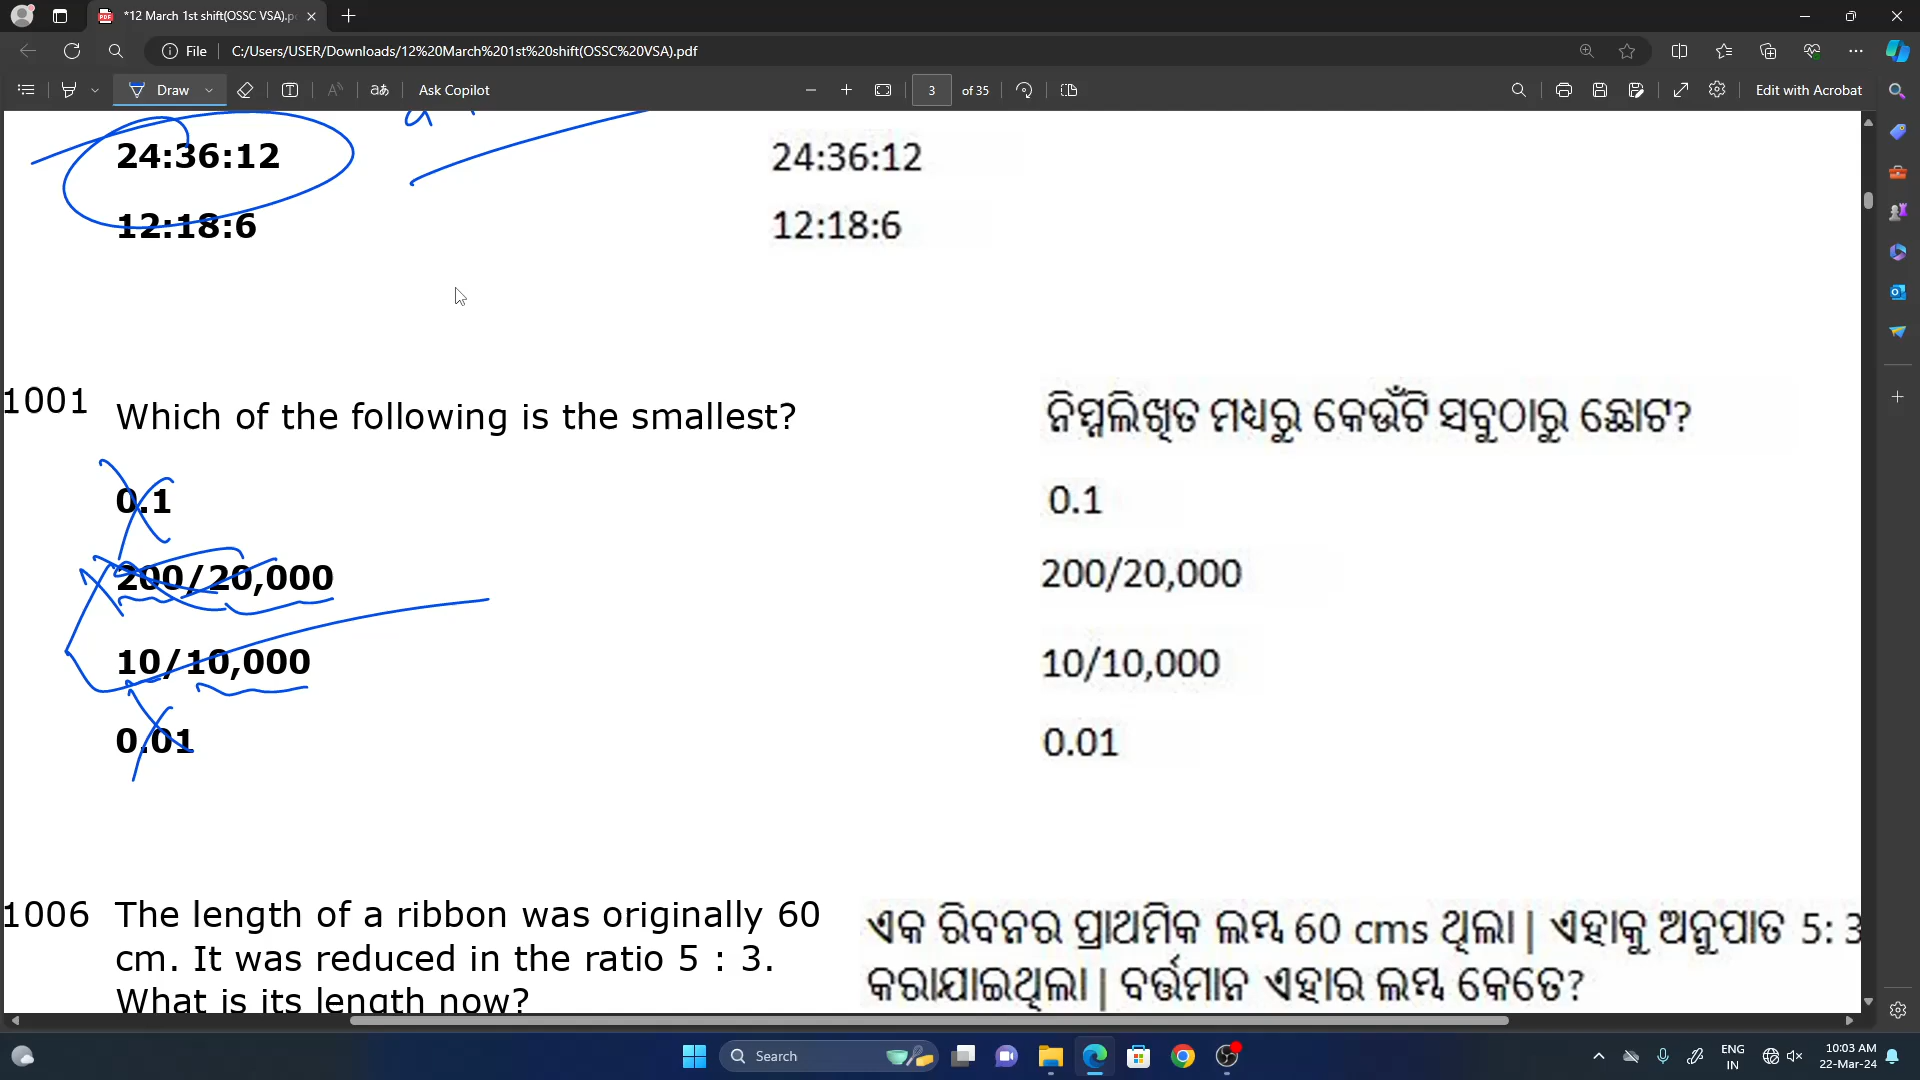 *12 March 1st shift(OSSC VSA).p
File
C:/Users/USER/Downloads/12%20March%201st%20shift(OSSC%20VSA).pdf
Draw
aあ
Ask Copilot
3
of 35
Edit with Acrobat
24:36:12
24:36:12
12:18:6
12:18:6
1001
Which of the following is the smallest?
ନିମ୍ନଲିଖିତ ମଧ୍ୟରୁ କେଉଁଟି ସବୁଠାରୁ ଛୋଟ?
0.1
0.1
200/20,000
200/20,000
10/10,000
10/10,000
0.01
0.01
1006
The length of a ribbon was originally 60
cm. It was reduced in the ratio 5 : 3.
What is its length now?
ଏକ ରିବନର ପ୍ରାଥମିକ ଲମ୍ବ 60 cms ଥିଲା | ଏହାକୁ ଅନୁପାତ 5: 3
କରାଯାଇଥିଲା | ବର୍ତ୍ତମାନ ଏହାର ଲମ୍ବ କେତେ?
Search
ENG
IN
10:03 AM
22-Mar-24